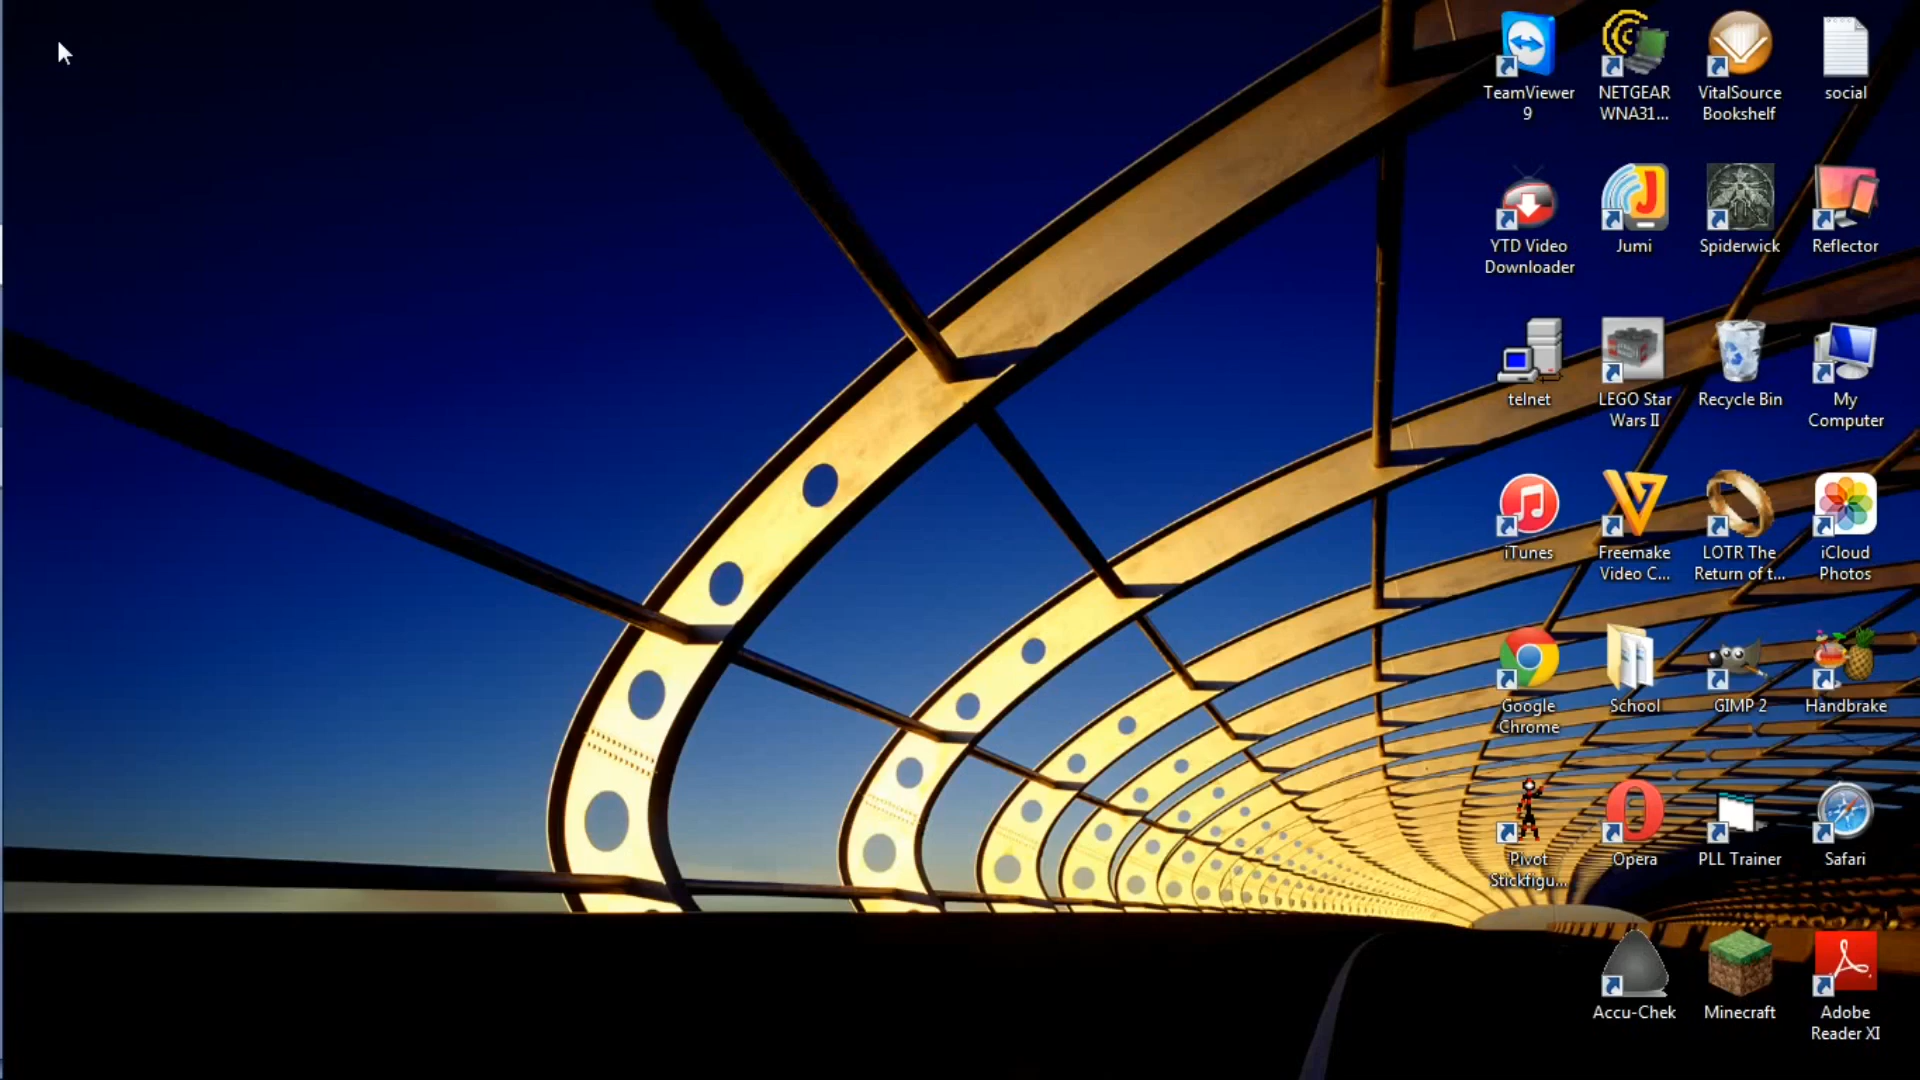 TeamViewer
9
NETGEAR
WNA31...
VitalSource
Bookshelf
social
YTD Video
Downloader
Jumi
Spiderwick
Reflector
telnet
LEGO Star
Wars II
Recycle Bin
My
Computer
iTunes
Freemake
Video C...
LOTR The
Return of t...
iCloud
Photos
Google
Chrome
School
GIMP 2
Handbrake
Pivot
Stickfigu...
Opera
PLL Trainer
Safari
Accu-Chek
Minecraft
Adobe
Reader XI